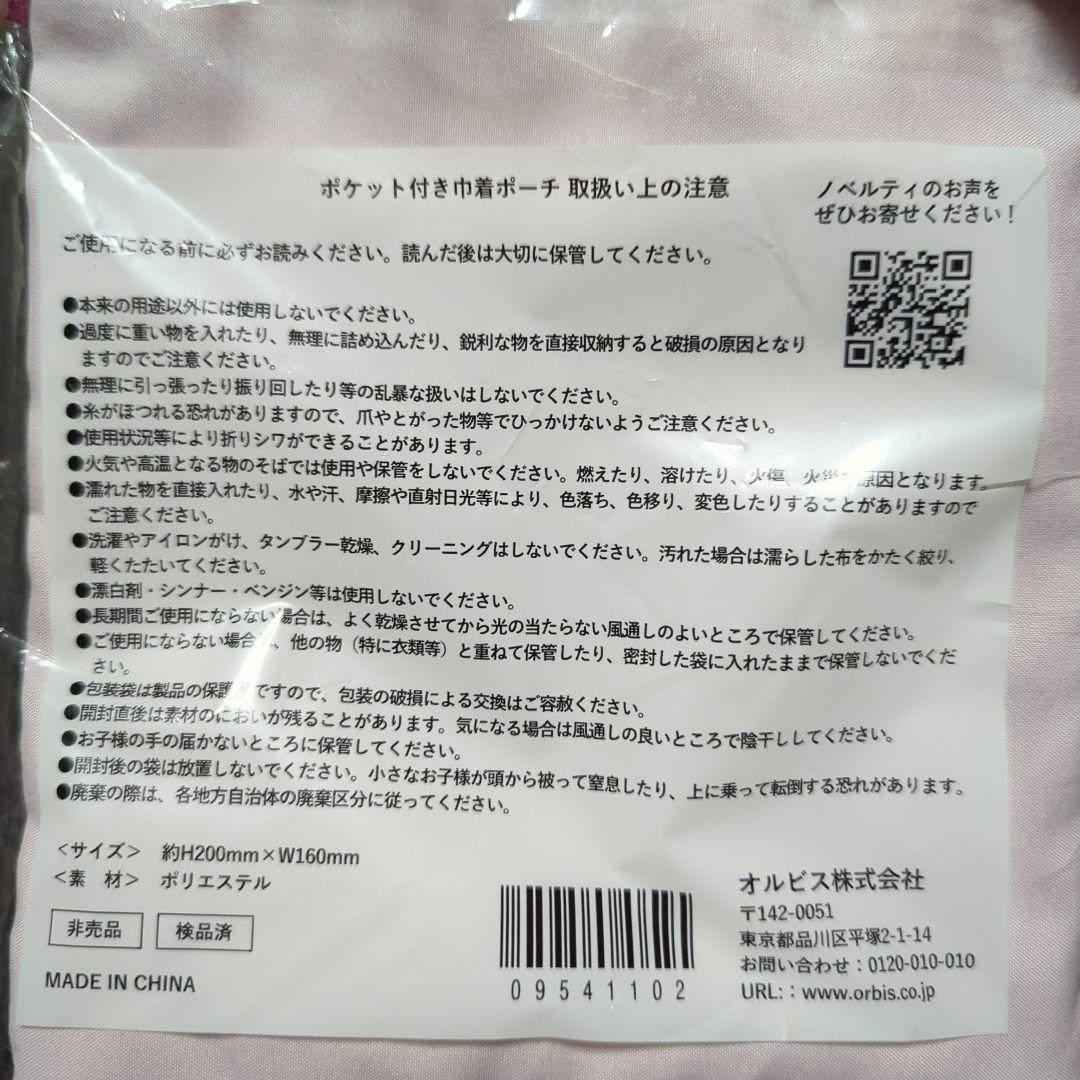 ポケット付き巾着ポーチ 取扱い上の注意
ノベルティのお声を
ぜひお寄せください!
ご使用になる前に必ずお読みください。読んだ後は大切に保管してください。
●本来の用途以外には使用しないでください。
●過度に重い物を入れたり、無理に詰め込んだり、鋭利な物を直接収納すると破損の原因となり
ますのでご注意ください。
●無理に引っ張ったり振り回したり等の乱暴な扱いはしないでください。
●糸がほつれる恐れがありますので、爪やとがった物等でひっかけないようご注意ください。
●使用状況等により折りシワができることがあります。
●火気や高温となる物のそばでは使用や保管をしないでください。燃えたり、溶けたり、火傷、火災の原因となります。
●濡れた物を直接入れたり、水や汗、摩擦や直射日光等により、色落ち、色移り、変色したりすることがありますので
ご注意ください。
●洗濯やアイロンがけ、タンブラー乾燥、クリーニングはしないでください。汚れた場合は濡らした布をかたく絞り、
軽くたたいてください。
●漂白剤・シンナー・ベンジン等は使用しないでください。
●長期間ご使用にならない場合は、よく乾燥させてから光の当たらない風通しのよいところで保管してください。
●ご使用にならない場合は、他の物（特に衣類等）と重ねて保管したり、密封した袋に入れたままで保管しないでくだ
さい。
●包装袋は製品の保護ですので、包装の破損による交換はご容赦ください。
●開封直後は素材のにおいが残ることがあります。気になる場合は風通しの良いところで陰干ししてください。
●お子様の手の届かないところに保管してください。
●開封後の袋は放置しないでください。小さなお子様が頭から被って窒息したり、上に乗って転倒する恐れがあります。
●廃棄の際は、各地方自治体の廃棄区分に従ってください。
＜サイズ＞ 約H200mm×W160mm
＜素 材＞ ポリエステル
非売品 検品済
MADE IN CHINA
09541102
オルビス株式会社
〒142-0051
東京都品川区平塚2-1-14
お問い合わせ：0120-010-010
URL:：www.orbis.co.jp